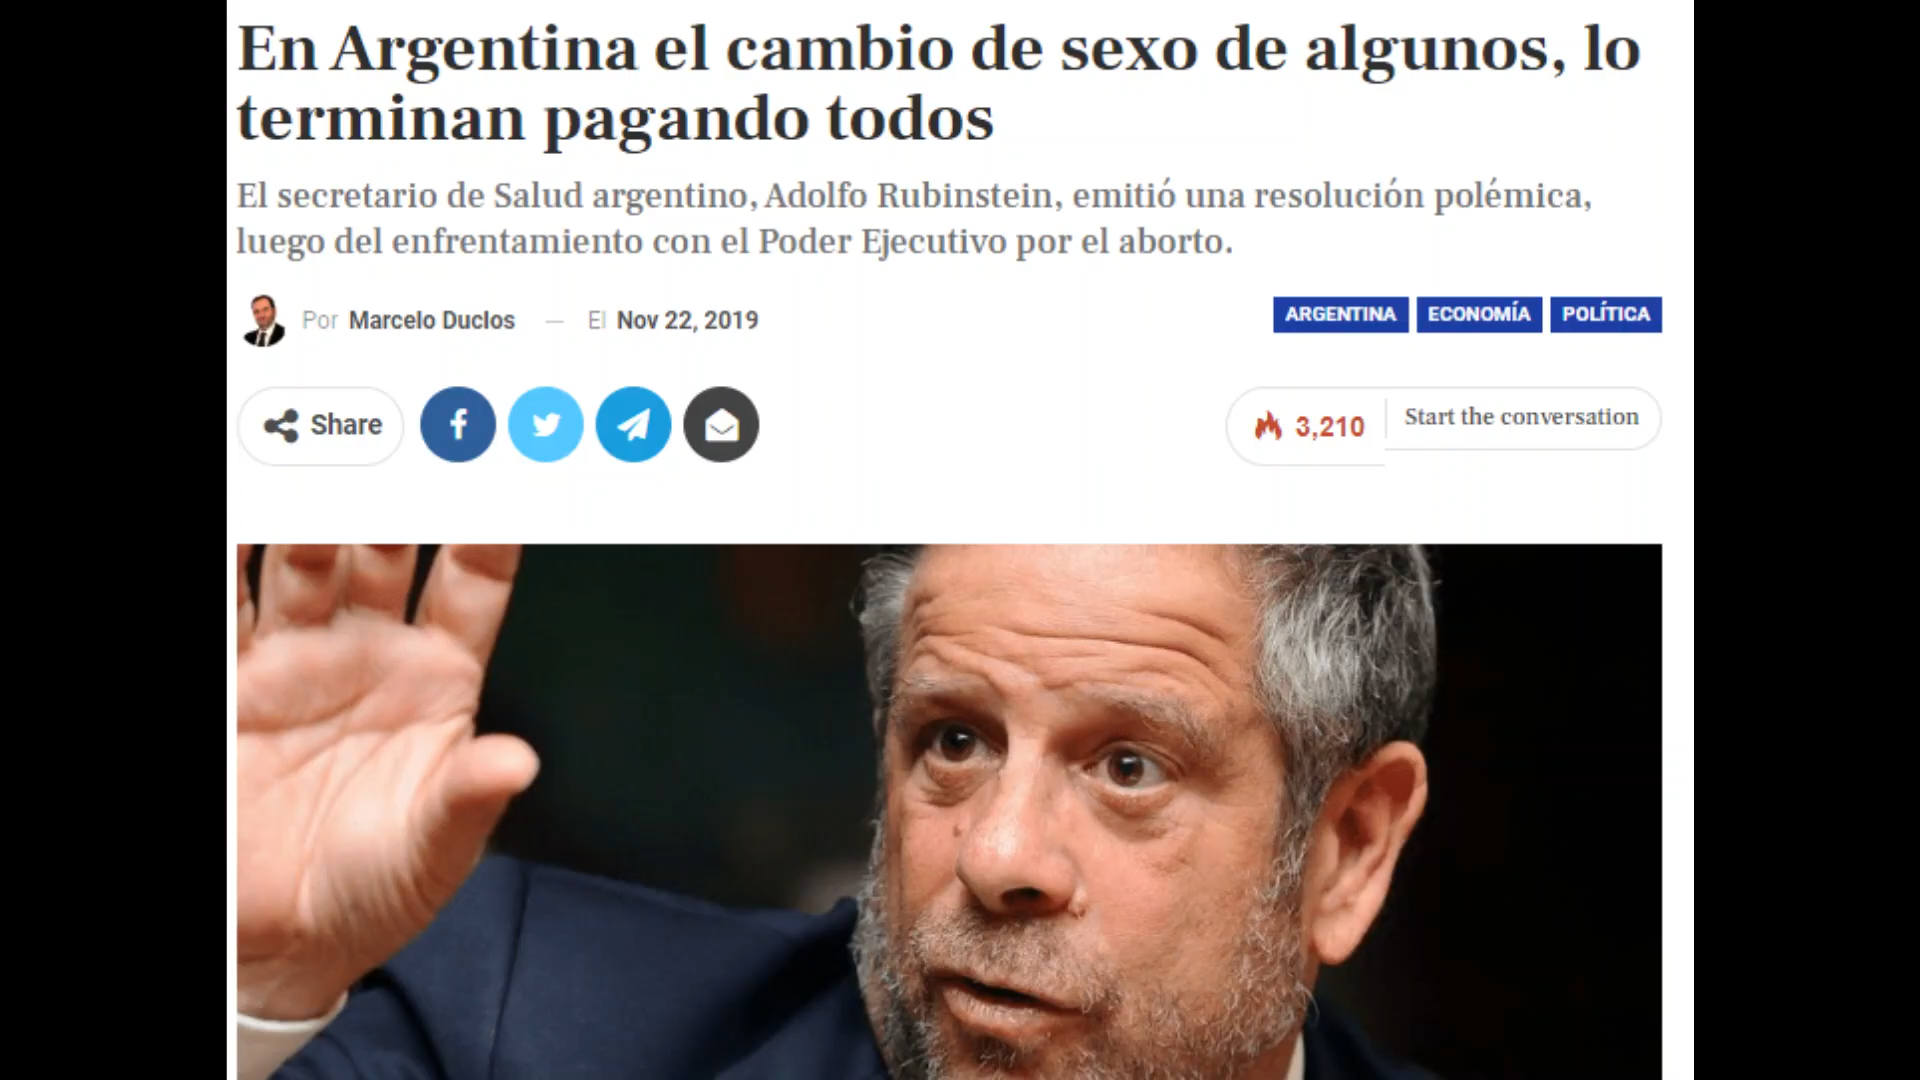 En Argentina el cambio de sexo de algunos, lo
terminan pagando todos
El secretario de Salud argentino, Adolfo Rubinstein, emitió una resolución polémica,
luego del enfrentamiento con el Poder Ejecutivo por el aborto.
Por Marcelo Duclos — El Nov 22, 2019
ARGENTINA ECONOMÍA POLÍTICA
Share
3,210 Start the conversation